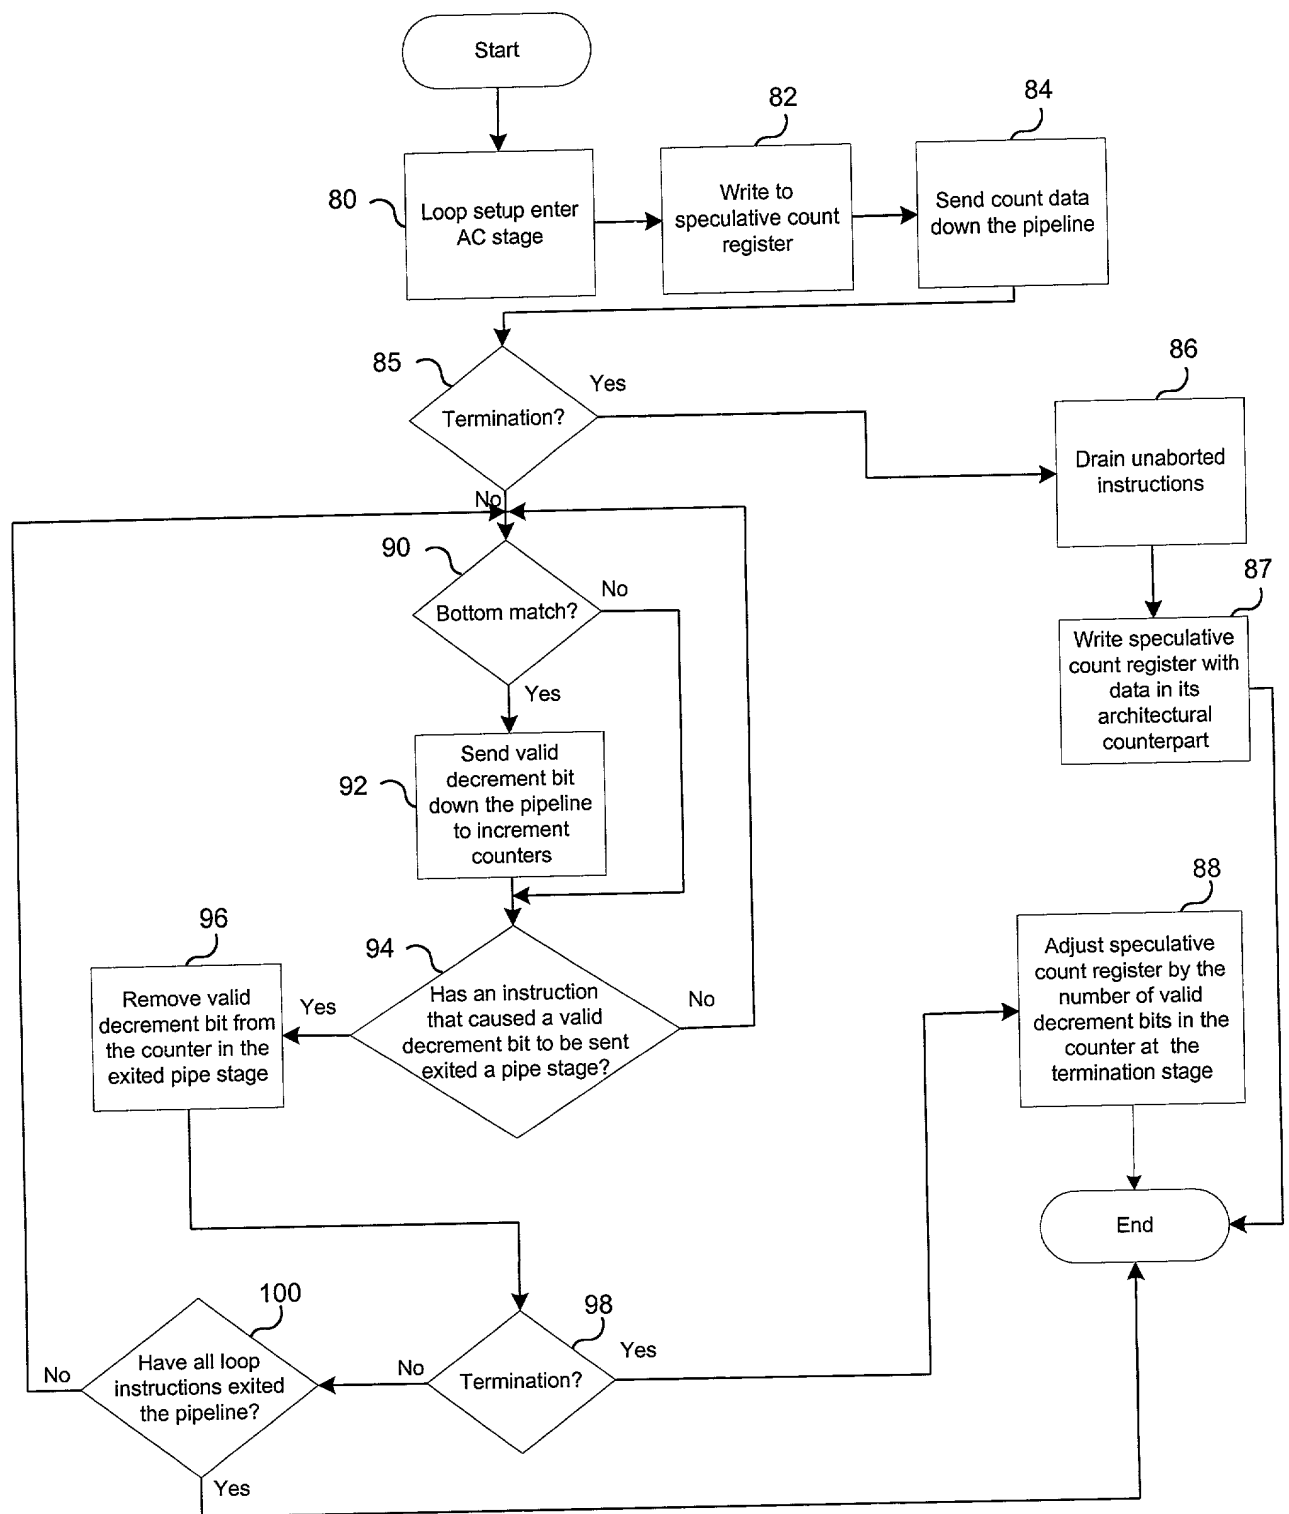 Start
84
82
80
Loop setup enter
AC stage
Write to
speculative count
register
Send count data
down the pipeline
85
Termination?
Yes
No
86
Drain unaborted
instructions
87
Write speculative
count register with
data in its
architectural
counterpart
90
Bottom match?
No
Yes
92
Send valid
decrement bit
down the pipeline
to increment
counters
94
Has an instruction
that caused a valid
decrement bit to be sent
exited a pipe stage?
Yes
No
96
Remove valid
decrement bit from
the counter in the
exited pipe stage
88
Adjust speculative
count register by the
number of valid
decrement bits in the
counter at the
termination stage
End
98
Termination?
Yes
No
100
Have all loop
instructions exited
the pipeline?
No
Yes